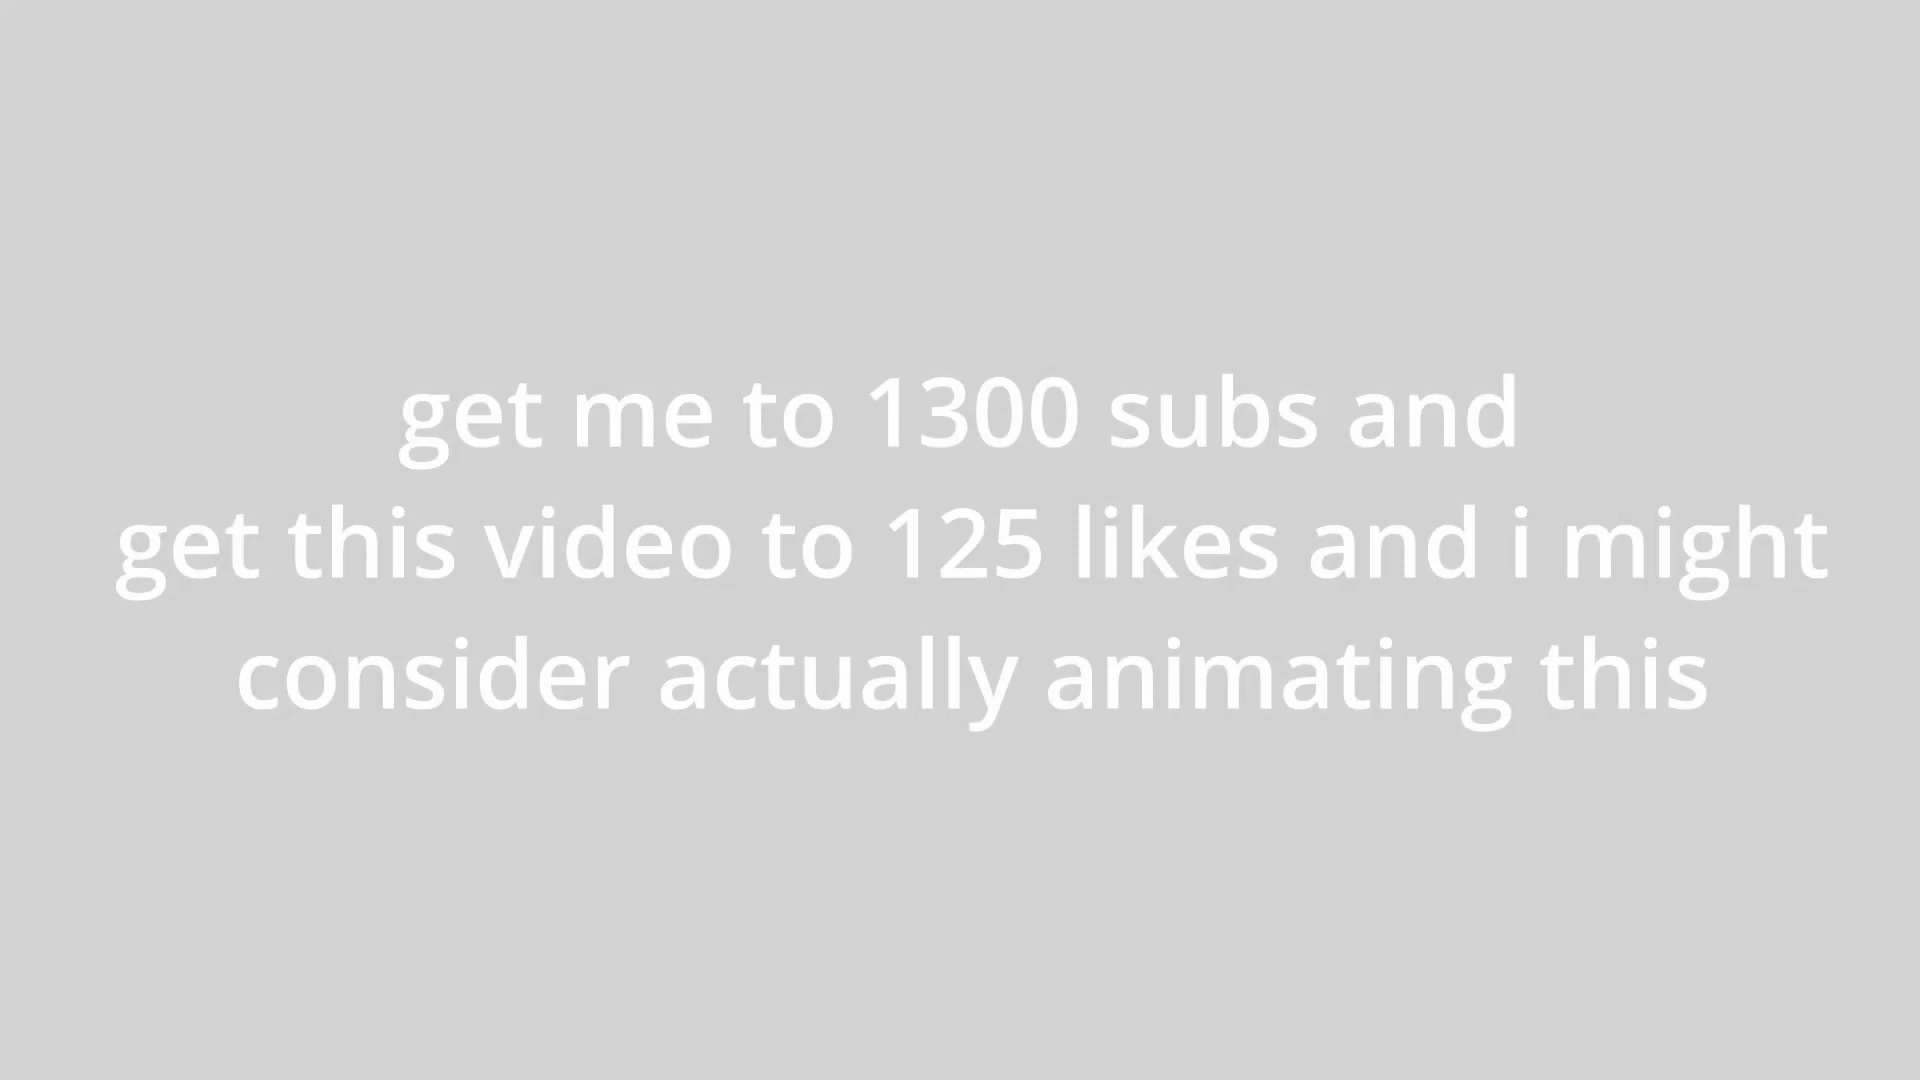 get me to 1300 subs and
get this video to 125 likes and i might
consider actually animating this